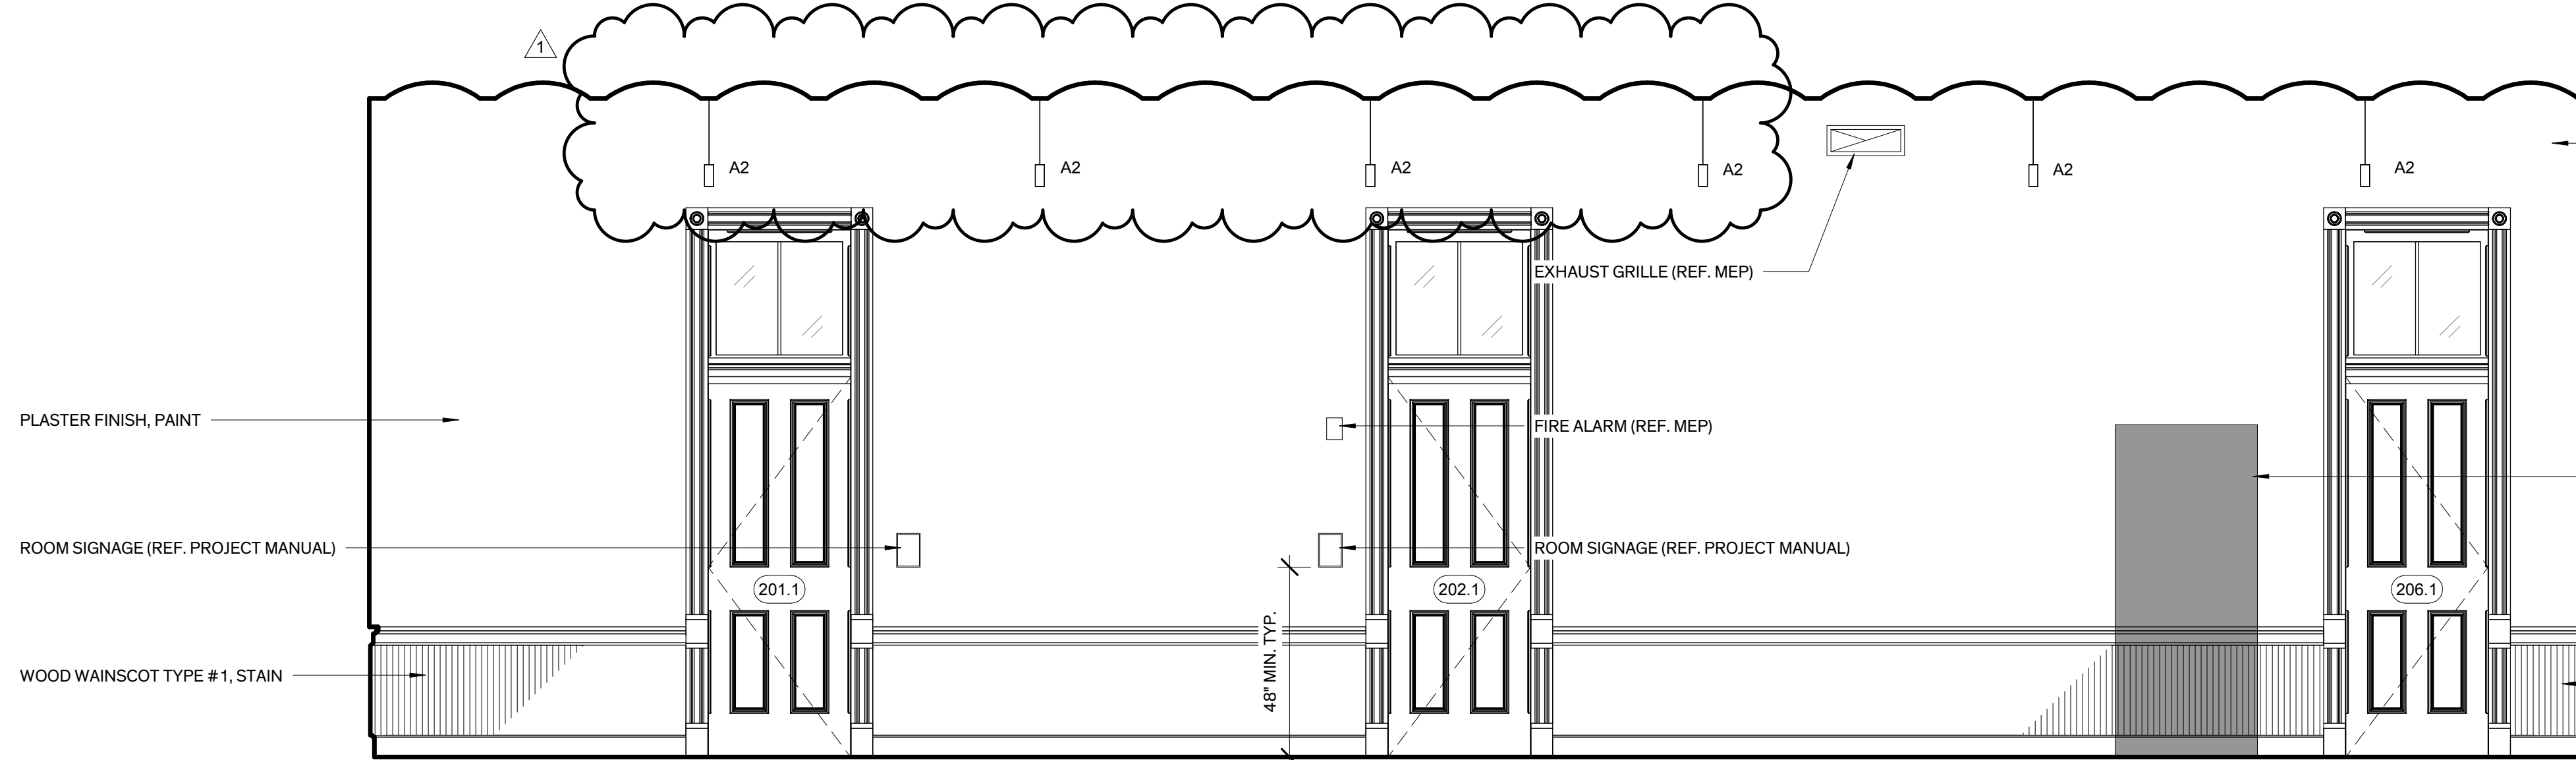 1
A2
A2
A2
A2
A2
A2
EXHAUST GRILLE (REF. MEP)
PLASTER FINISH, PAINT
FIRE ALARM (REF. MEP)
ROOM SIGNAGE (REF. PROJECT MANUAL)
ROOM SIGNAGE (REF. PROJECT MANUAL)
201.1
202.1
206.1
48" MIN. TYP.
WOOD WAINSCOT TYPE #1, STAIN